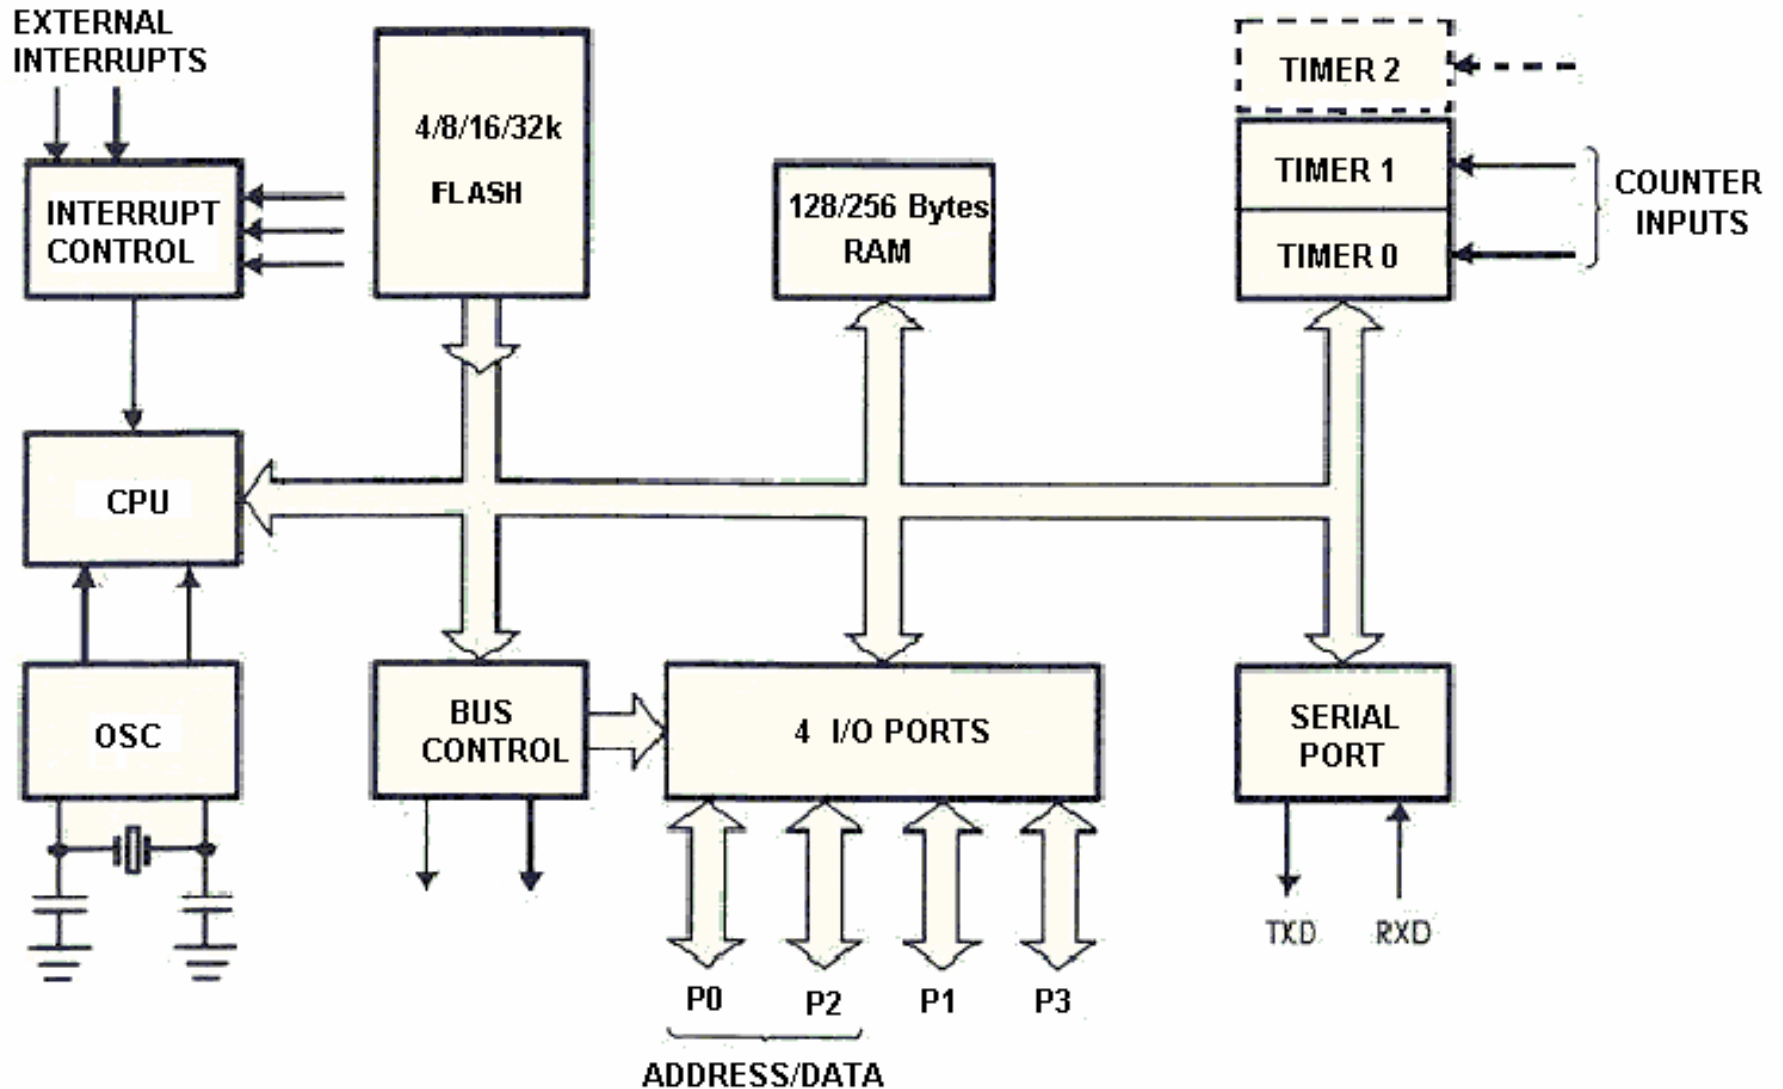 EXTERNAL
INTERRUPTS
4/8/16/32k
FLASH
TIMER 2
TIMER 1
TIMER 0
COUNTER
INPUTS
INTERRUPT
CONTROL
128/256 Bytes
RAM
CPU
OSC
BUS
CONTROL
4 I/O PORTS
SERIAL
PORT
TXD
RXD
P0
P2
P1
P3
ADDRESS/DATA